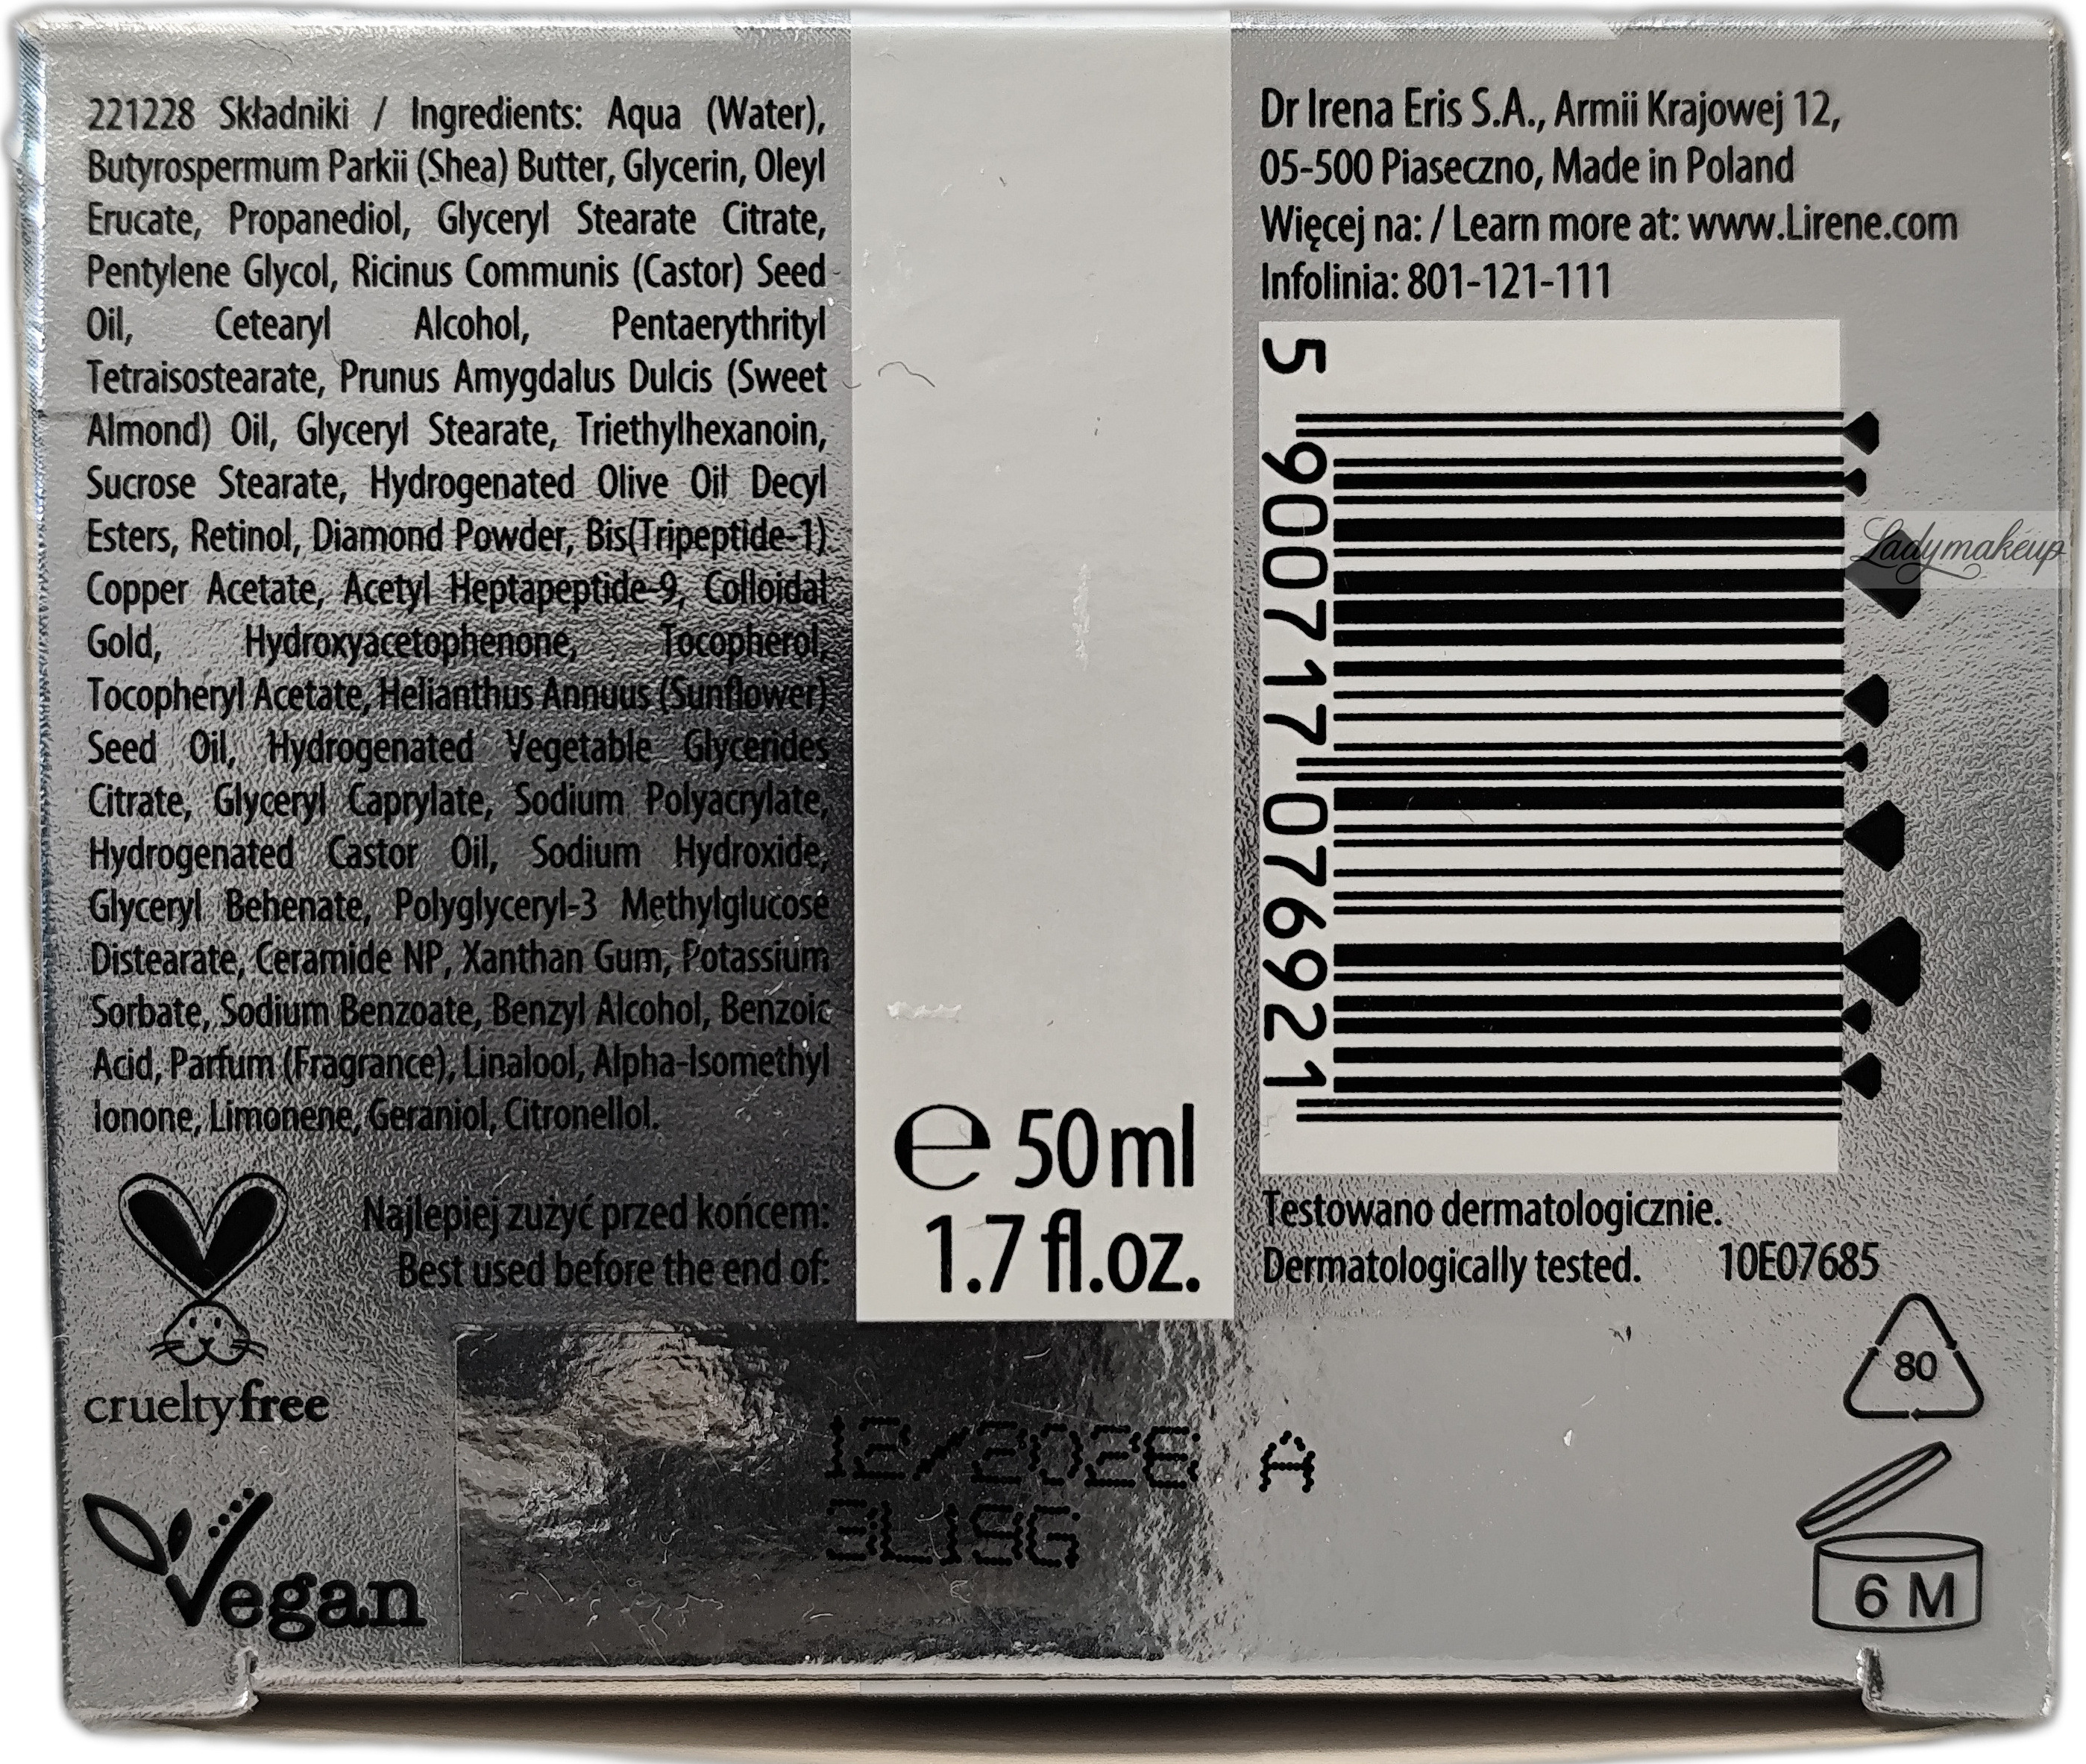 221228 Składniki / Ingredients: Aqua (Water),
Butyrospermum Parkii (Shea) Butter, Glycerin, Oleyl
Erucate, Propanediol, Glyceryl Stearate Citrate,
Pentylene Glycol, Ricinus Communis (Castor) Seed
Oil, Cetearyl Alcohol, Pentaerythrityl
Tetraisostearate, Prunus Amygdalus Dulcis (Sweet
Almond) Oil, Glyceryl Stearate, Triethylhexanoin,
Sucrose Stearate, Hydrogenated Olive Oil Decyl
Esters, Retinol, Diamond Powder, Bis(Tripeptide-1)
Copper Acetate, Acetyl Heptapeptide-9, Colloidal
Gold, Hydroxyacetophenone, Tocopherol,
Tocopheryl Acetate, Helianthus Annuus (Sunflower)
Seed Oil, Hydrogenated Vegetable Glycerides
Citrate, Glyceryl Caprylate, Sodium Polyacrylate,
Hydrogenated Castor Oil, Sodium Hydroxide,
Glyceryl Behenate, Polyglyceryl-3 Methylglucose
Distearate, Ceramide NP, Xanthan Gum, Potassium
Sorbate, Sodium Benzoate, Benzyl Alcohol, Benzoic
Acid, Parfum (Fragrance), Linalool, Alpha-Isomethyl
Ionone, Limonene, Geraniol, Citronellol.
Najlepiej zużyć przed końcem:
Best used before the end of:
crueltyfree
Vegan
12/2026 A
3L19G
e 50 ml
1.7 fl.oz.
Dr Irena Eris S.A., Armii Krajowej 12,
05-500 Piaseczno, Made in Poland
Więcej na: / Learn more at: www.Lirene.com
Infolinia: 801-121-111
5 900717 076921
Ladymakeup
Testowano dermatologicznie.
Dermatologically tested. 10E07685
80
6 M